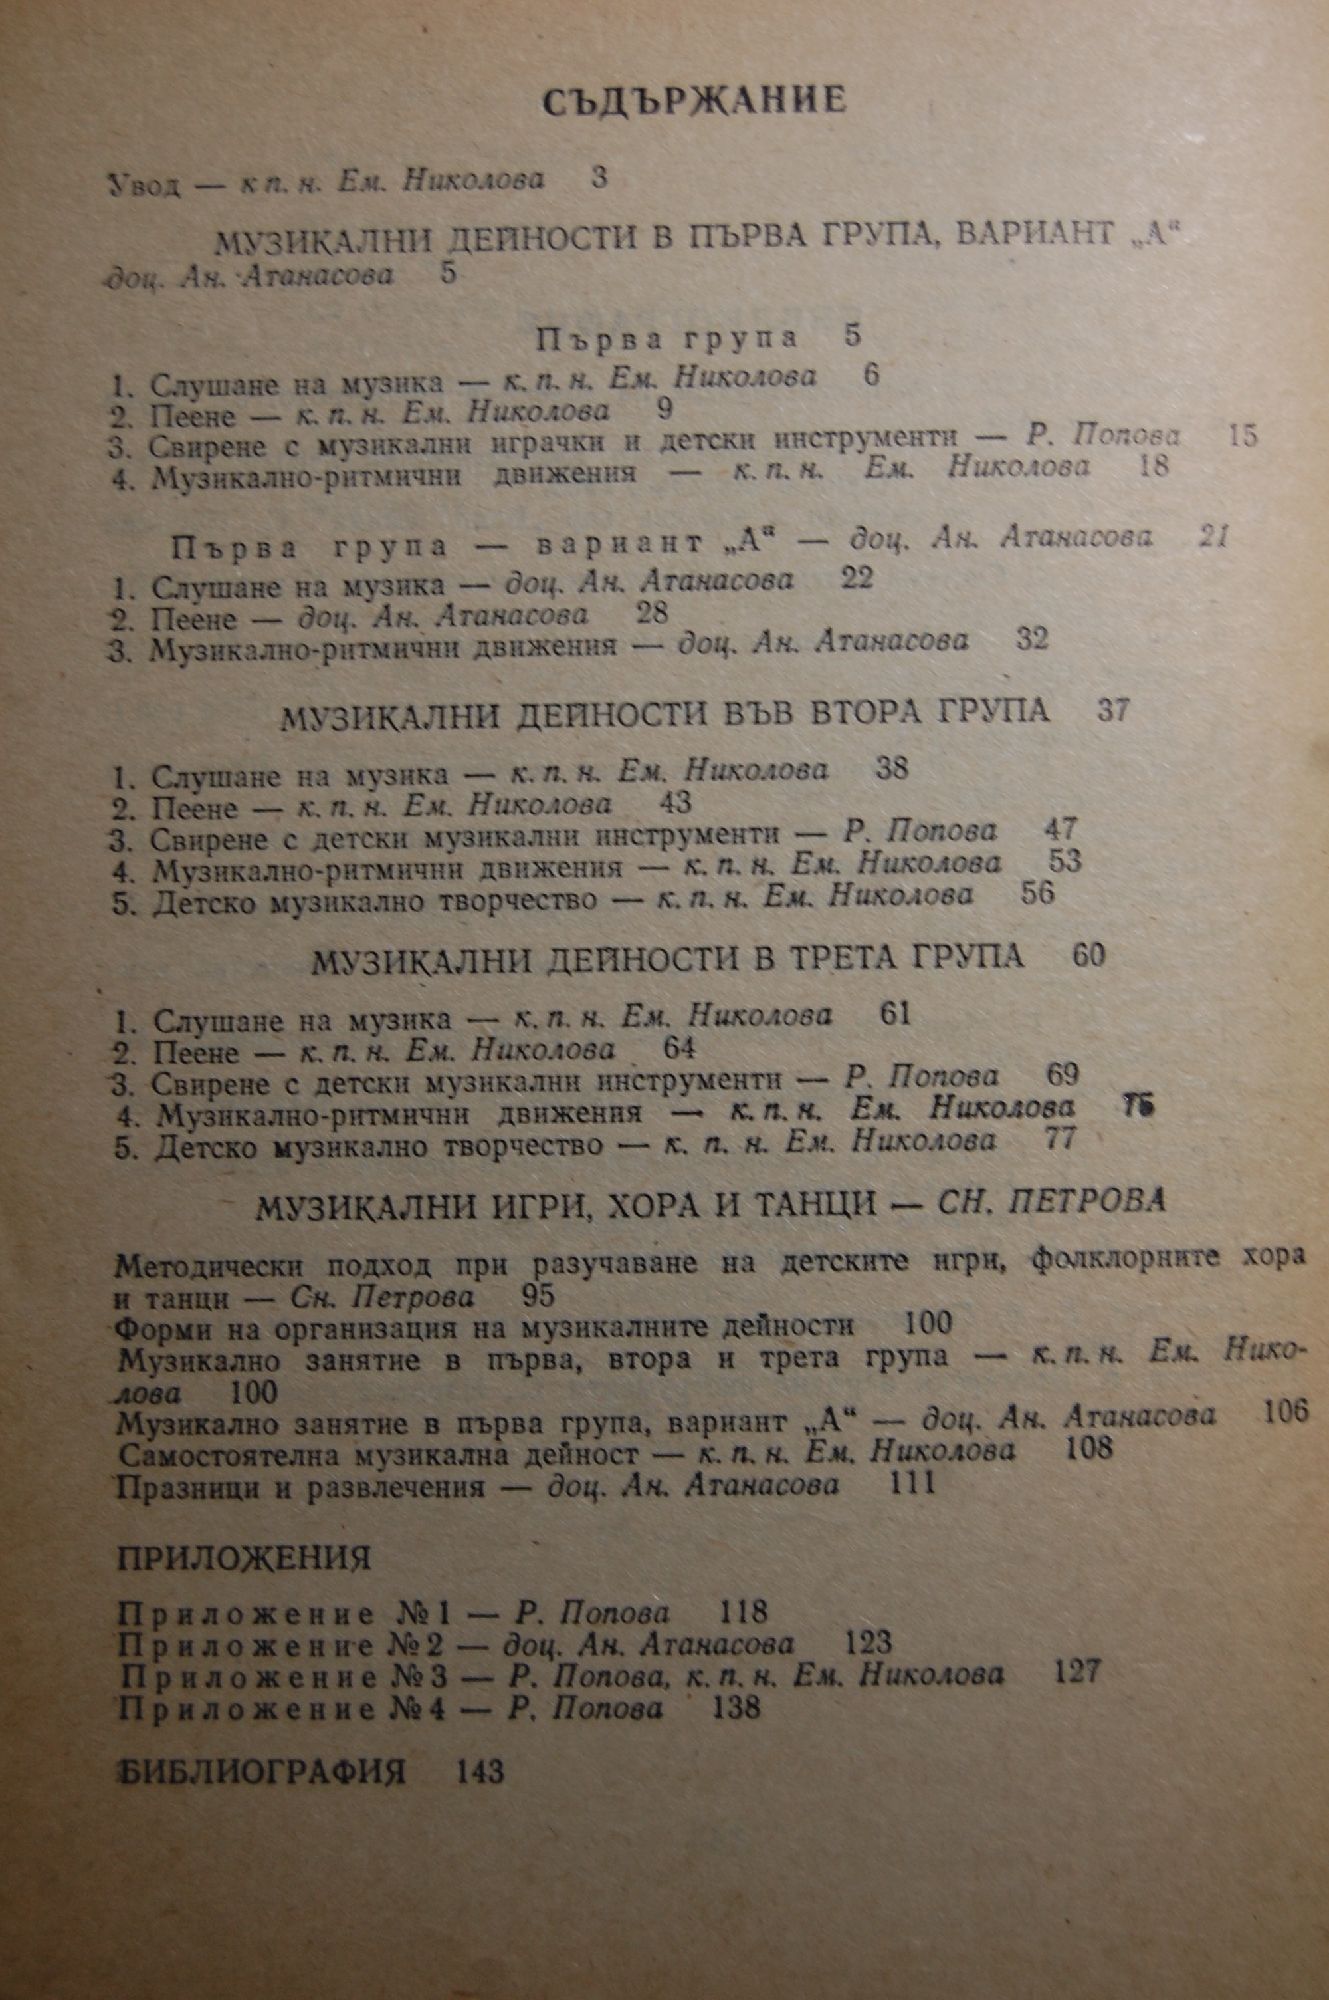 СЪДЪРЖАНИЕ
Увод — к п. н. Ем. Николова 3
МУЗИКАЛНИ ДЕЙНОСТИ В ПЪРВА ГРУПА, ВАРИАНТ „А“
доц. Ан. Атанасова 5
Първа група 5
1. Слушане на музика — к. п. н. Ем. Николова 6
2. Пеене — к. п. н. Ем. Николова 9
3. Свирене с музикални играчки и детски инструменти — Р. Попова 15
4. Музикално-ритмични движения — к. п. н. Ем. Николова 18
Първа група — вариант „А“ — доц. Ан. Атанасова 21
1. Слушане на музика — доц. Ан. Атанасова 22
2. Пеене — доц. Ан. Атанасова 28
3. Музикално-ритмични движения — доц. Ан. Атанасова 32
МУЗИКАЛНИ ДЕЙНОСТИ ВЪВ ВТОРА ГРУПА 37
1. Слушане на музика — к. п. н. Ем. Николова 38
2. Пеене — к. п. н. Ем. Николова 43
3. Свирене с детски музикални инструменти — Р. Попова 47
4. Музикално-ритмични движения — к. п. н. Ем. Николова 53
5. Детско музикално творчество — к. п. н. Ем. Николова 56
МУЗИКАЛНИ ДЕЙНОСТИ В ТРЕТА ГРУПА 60
1. Слушане на музика — к. п. н. Ем. Николова 61
2. Пеене — к. п. н. Ем. Николова 64
3. Свирене с детски музикални инструменти — Р. Попова 69
4. Музикално-ритмични движения — к. п. н. Ем. Николова
5. Детско музикално творчество — к. п. н. Ем. Николова 77
МУЗИКАЛНИ ИГРИ, ХОРА И ТАНЦИ — СН. ПЕТРОВА
Методически подход при разучаване на детските игри, фолклорните хора
и танци — Сн. Петрова 95
Форми на организация на музикалните дейности 100
Музикално занятие в първа, втора и трета група — к. п. н. Ем. Нико-
лова 100
Музикално занятие в първа група, вариант „А“ — доц. Ан. Атанасова 106
Самостоятелна музикална дейност — к. п. н. Ем. Николова 108
Празници и развлечения — доц. Ан. Атанасова 111
ПРИЛОЖЕНИЯ
Приложение №1 — Р. Попова 118
Приложение №2 — доц. Ан. Атанасова 123
Приложение №3 — Р. Попова, к. п. н. Ем. Николова 127
Приложение №4 — Р. Попова 138
БИБЛИОГРАФИЯ 143